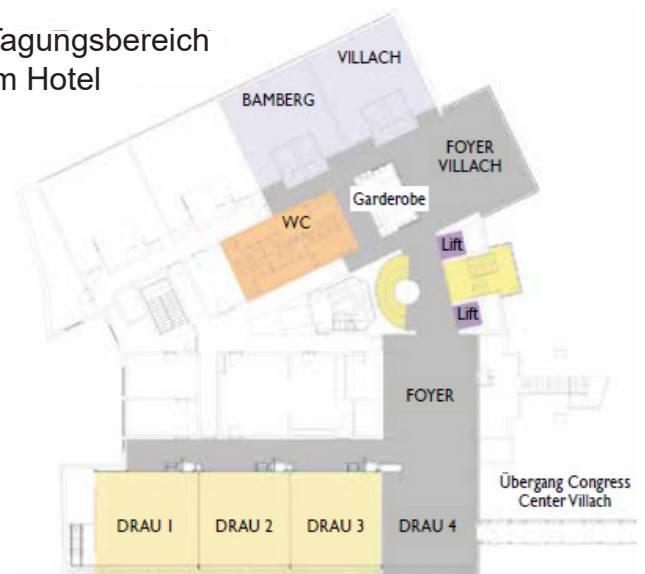 Tagungsbereich
m Hotel
VILLACH
BAMBERG
FOYER
VILLACH
Garderobe
WC
Lift
Lift
FOYER
Übergang Congress
Center Villach
DRAU 1
DRAU 2
DRAU 3
DRAU 4